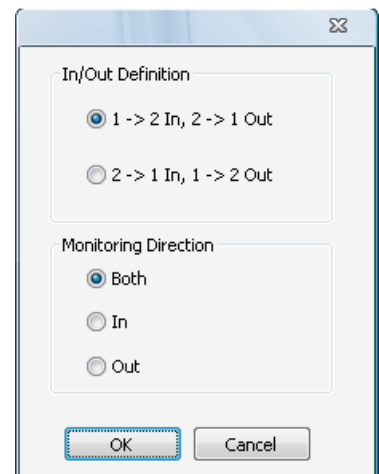 In/Out Definition
1 -> 2 In, 2 -> 1 Out
2 -> 1 In, 1 -> 2 Out
Monitoring Direction
Both
In
Out
OK Cancel